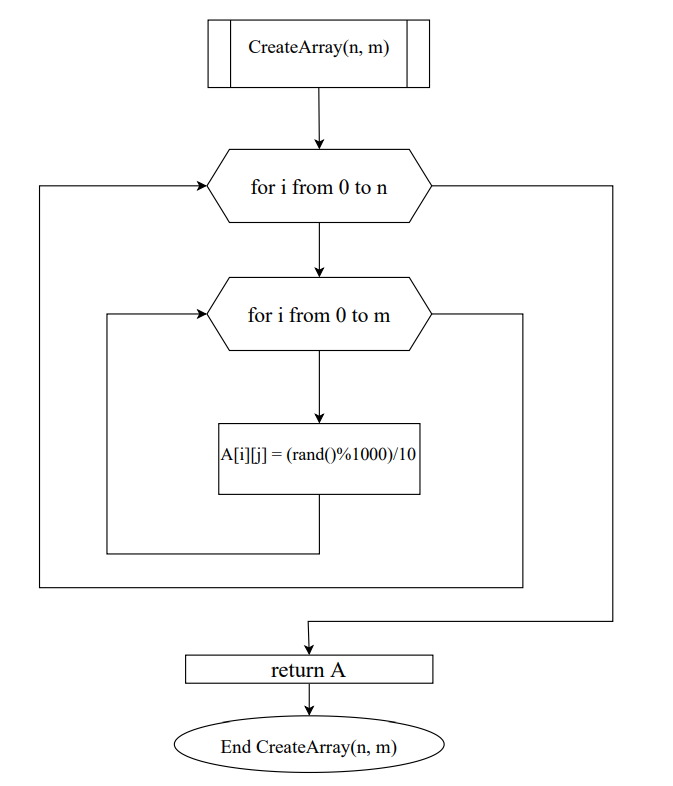 CreateArray(n, m)
for i from 0 to n
for i from 0 to m
A[i][j] = (rand()%1000)/10
return A
End CreateArray(n, m)